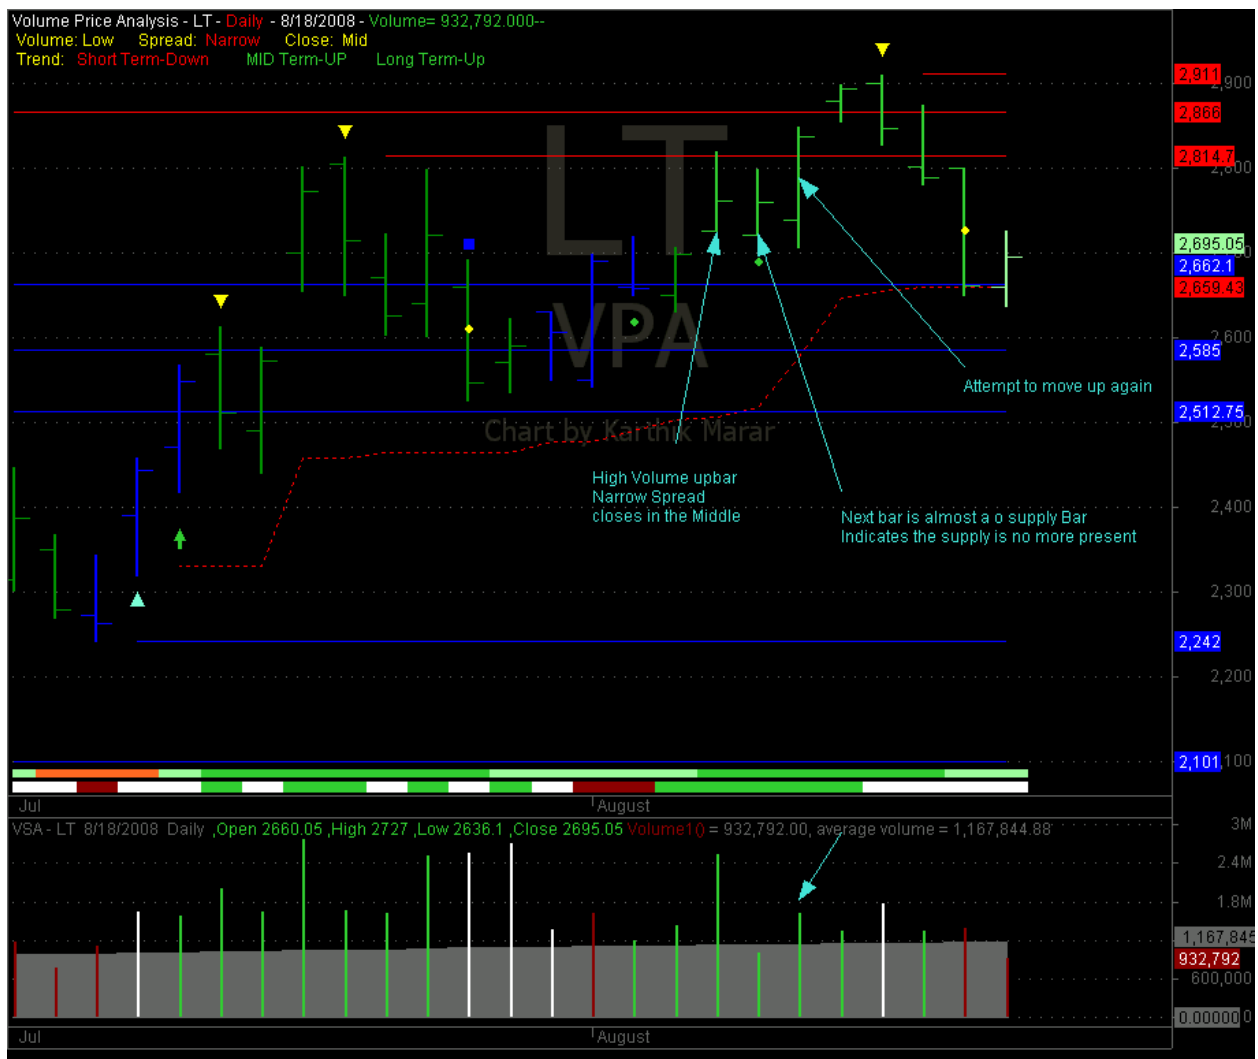 Volume Price Analysis - LT - Daily - 8/18/2008 - Volume= 932,792.000--
Volume: Low Spread: Narrow Close: Mid
Trend: Short Term-Down MID Term-UP Long Term-Up
2,911
2,900
2,866
LT
2,814.7
2,800
2,695.05
2,662.1
2,659.43
VPA
2,600
2,585
Attempt to move up again
2,512.75
Chart by Karthik Marar
High Volume upbar
Narrow Spread
closes in the Middle
Next bar is almost a o supply Bar
Indicates the supply is no more present
2,400
2,300
2,242
2,200
2,101
Jul August
VSA - LT 8/18/2008 Daily ,Open 2660.05 ,High 2727 ,Low 2636.1 ,Close 2695.05 Volume1() = 932,792.00, average volume = 1,167,844.88
3M
2.4M
1.8M
1,167,845
932,792
600,000
0.00000
Jul August